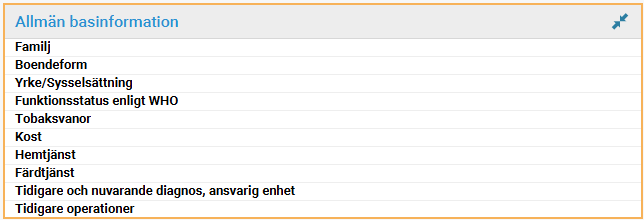 Allmän basinformation
Familj
Boendeform
Yrke/Sysselsättning
Funktionsstatus enligt WHO
Tobaksvanor
Kost
Hemtjänst
Färdtjänst
Tidigare och nuvarande diagnos, ansvarig enhet
Tidigare operationer